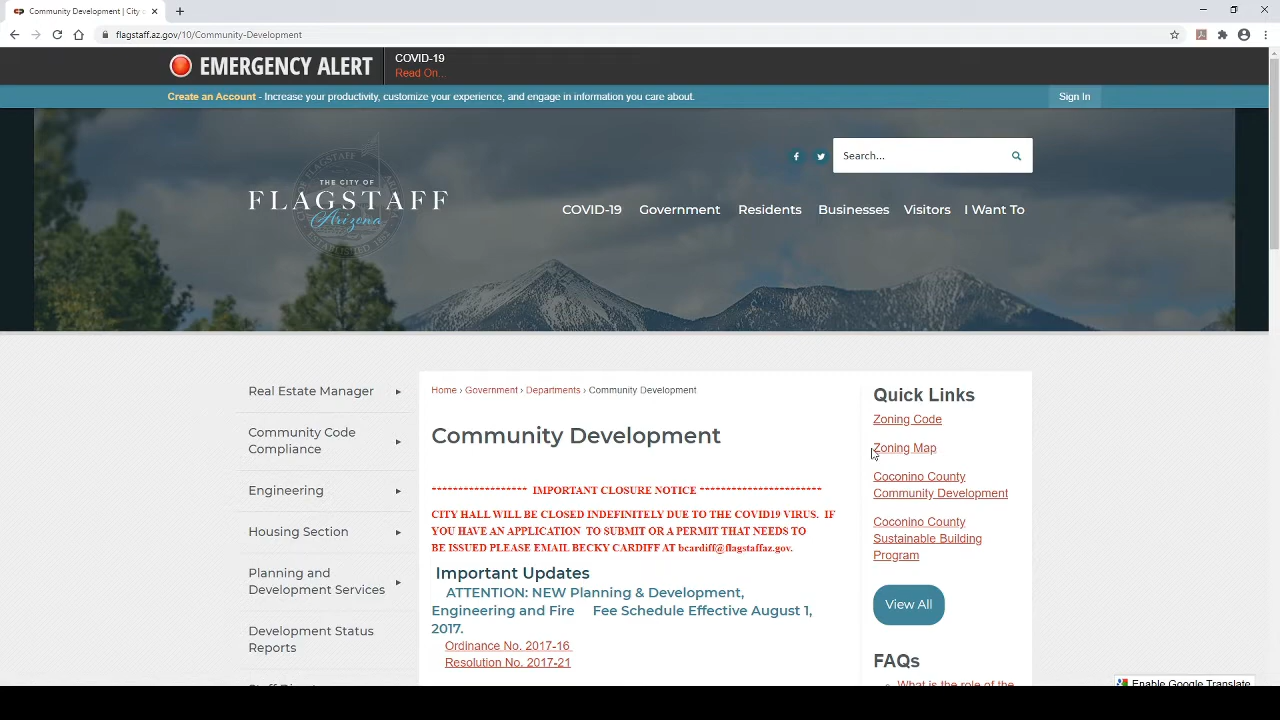 Community Development | City o
flagstaff.az.gov/10/Community-Development
EMERGENCY ALERT
COVID-19
Read On...
Create an Account - Increase your productivity, customize your experience, and engage in information you care about.
Sign In
THE CITY OF
FLAGSTAFF
Arizona
Search...
COVID-19 Government Residents Businesses Visitors I Want To
Real Estate Manager
Community Code
Compliance
Engineering
Housing Section
Planning and
Development Services
Development Status
Reports
Home › Government › Departments › Community Development
Community Development
****************** IMPORTANT CLOSURE NOTICE ***********************
CITY HALL WILL BE CLOSED INDEFINITELY DUE TO THE COVID19 VIRUS. IF
YOU HAVE AN APPLICATION TO SUBMIT OR A PERMIT THAT NEEDS TO
BE ISSUED PLEASE EMAIL BECKY CARDIFF AT bcardiff@flagstaffaz.gov.
Important Updates
ATTENTION: NEW Planning & Development,
Engineering and Fire Fee Schedule Effective August 1,
2017.
Ordinance No. 2017-16
Resolution No. 2017-21
Quick Links
Zoning Code
Zoning Map
Coconino County
Community Development
Coconino County
Sustainable Building
Program
View All
FAQs
What is the role of the
Enable Google Translate